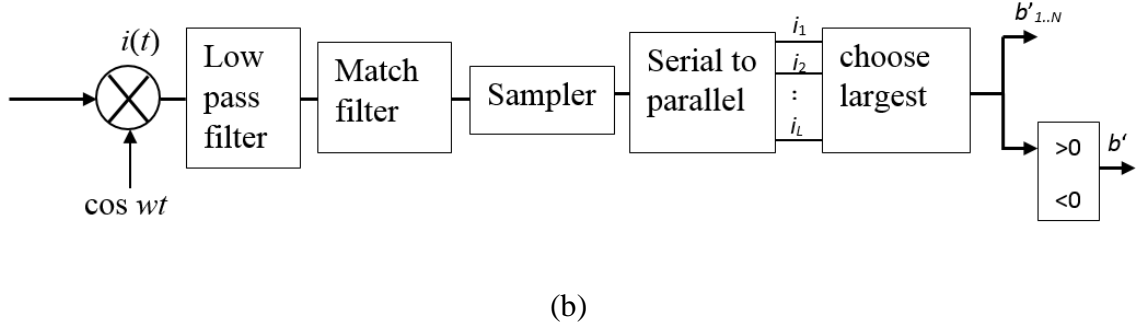 i(t)
cos wt
Low
pass
filter
Match
filter
Sampler
Serial to
parallel
i1
i2
:
iL
choose
largest
b'1..N
>0
<0
b‘
(b)